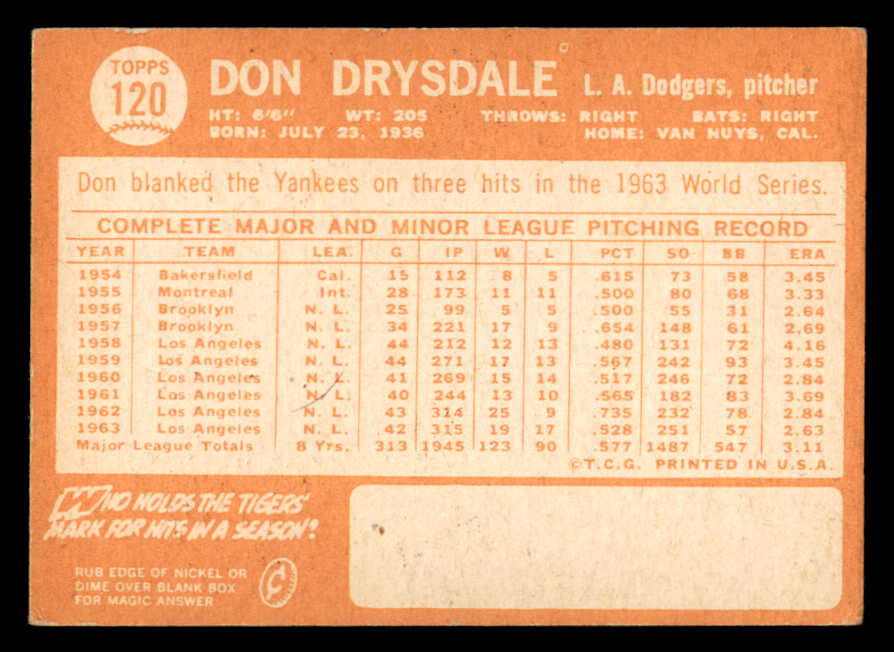 TOPPS
120
DON DRYSDALE L. A. Dodgers, pitcher
HT: 6'6" WT: 205 THROWS: RIGHT BATS: RIGHT
BORN: JULY 23, 1936 HOME: VAN NUYS, CAL.
Don blanked the Yankees on three hits in the 1963 World Series.
COMPLETE MAJOR AND MINOR LEAGUE PITCHING RECORD
YEAR TEAM LEA. G IP W L PCT SO BB ERA
1954 Bakersfield Cal. 15 112 8 5 .615 73 58 3.45
1955 Montreal Int. 28 173 11 11 .500 80 68 3.33
1956 Brooklyn N. L. 25 99 5 5 .500 55 31 2.64
1957 Brooklyn N. L. 34 221 17 9 .654 148 61 2.69
1958 Los Angeles N. L. 44 212 12 13 .480 131 72 4.16
1959 Los Angeles N. L. 44 271 17 13 .567 242 93 3.45
1960 Los Angeles N. L. 41 269 15 14 .517 246 72 2.84
1961 Los Angeles N. L. 40 244 13 10 .565 182 83 3.69
1962 Los Angeles N. L. 43 314 25 9 .735 232 78 2.84
1963 Los Angeles N. L. 42 315 19 17 .528 251 57 2.63
Major League Totals 8 Yrs. 313 1945 123 90 .577 1487 547 3.11
©T.C.G. PRINTED IN U.S.A.
WHO HOLDS THE TIGERS'
MARK FOR HITS IN A SEASON?
RUB EDGE OF NICKEL OR
DIME OVER BLANK BOX
FOR MAGIC ANSWER